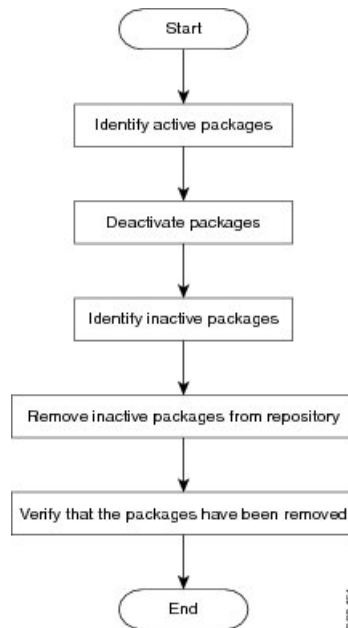 Start
Identify active packages
Deactivate packages
Identify inactive packages
Remove inactive packages from repository
Verify that the packages have been removed
End